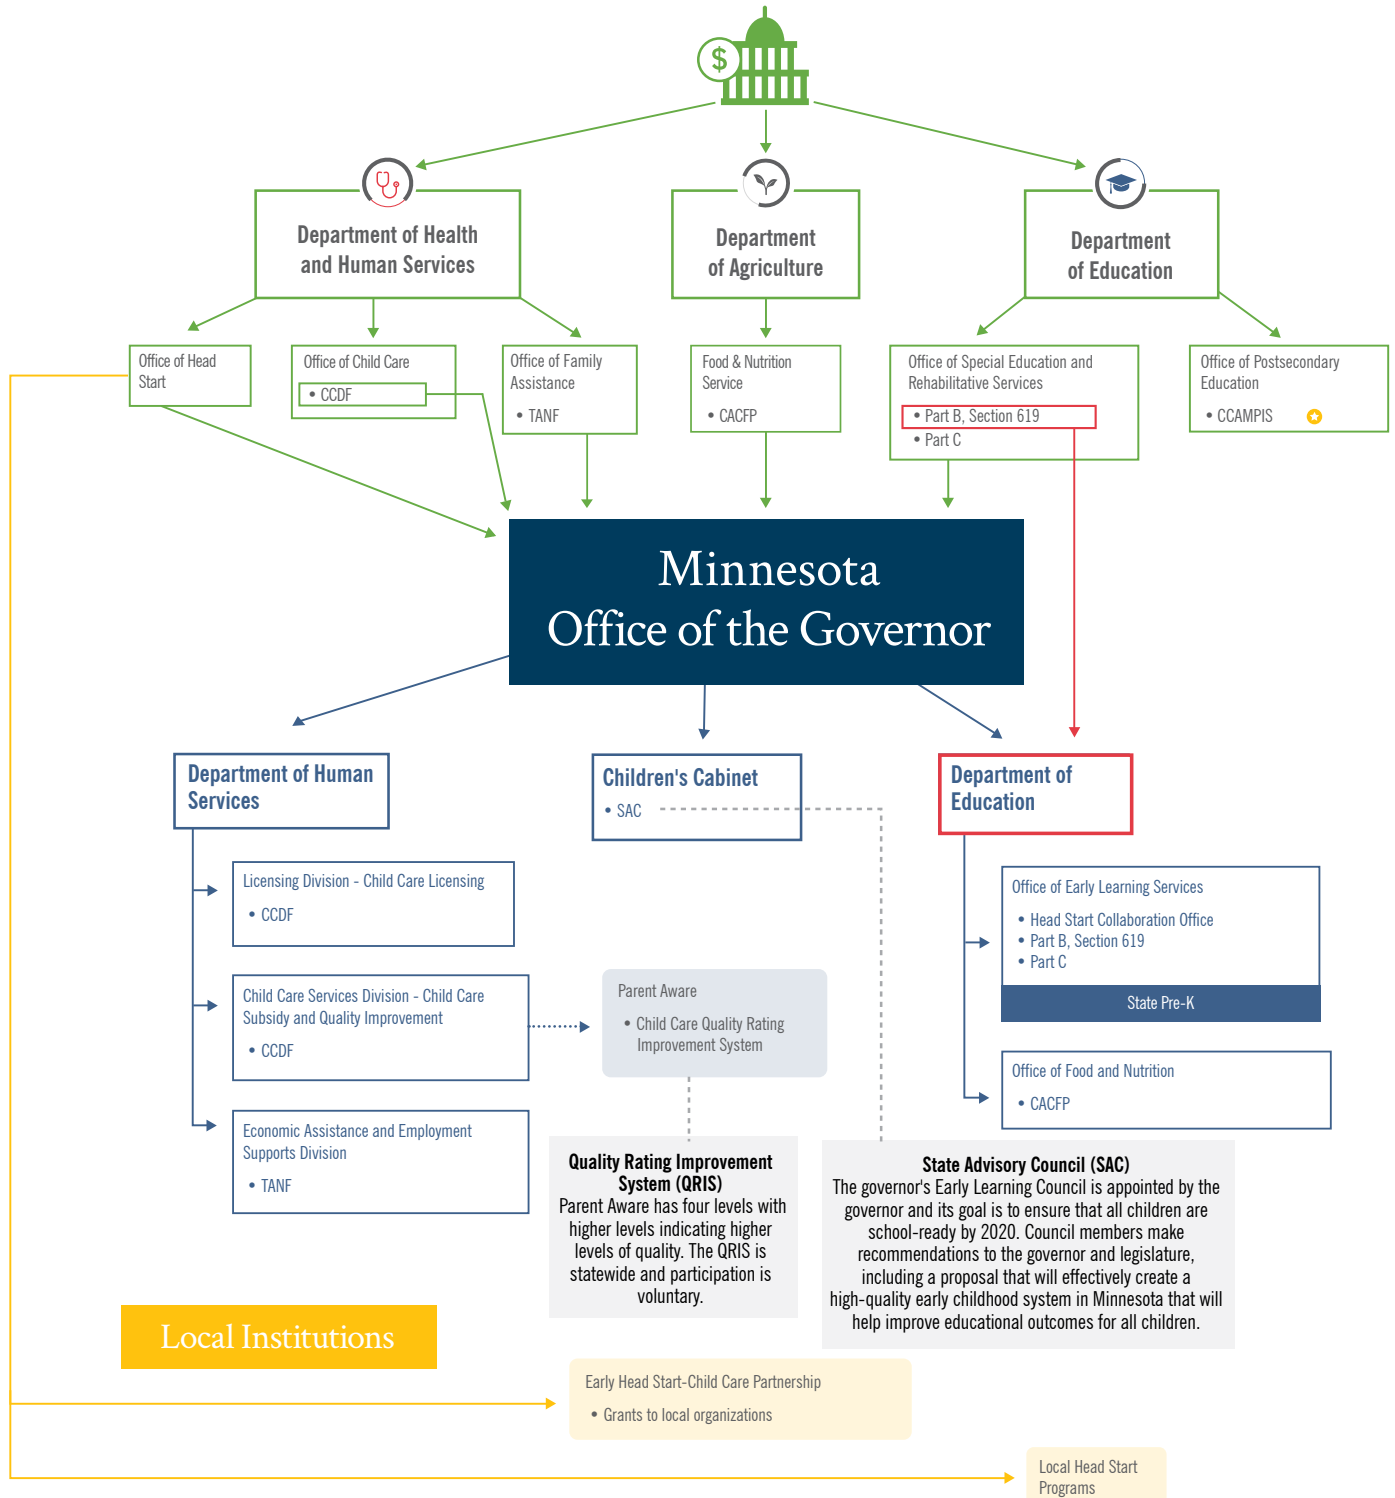 $
Department of Health
and Human Services
Department
of Agriculture
Department
of Education
Office of Head
Start
Office of Child Care
• CCDF
Office of Family
Assistance
• TANF
Food & Nutrition
Service
• CACFP
Office of Special Education and
Rehabilitative Services
• Part B, Section 619
• Part C
Office of Postsecondary
Education
• CCAMPIS
Minnesota
Office of the Governor
Department of Human
Services
Children's Cabinet
• SAC
Department of
Education
Licensing Division - Child Care Licensing
• CCDF
Child Care Services Division - Child Care
Subsidy and Quality Improvement
• CCDF
Economic Assistance and Employment
Supports Division
• TANF
Parent Aware
• Child Care Quality Rating
Improvement System
Office of Early Learning Services
• Head Start Collaboration Office
• Part B, Section 619
• Part C
State Pre-K
Office of Food and Nutrition
• CACFP
Quality Rating Improvement
System (QRIS)
Parent Aware has four levels with
higher levels indicating higher
levels of quality. The QRIS is
statewide and participation is
voluntary.
State Advisory Council (SAC)
The governor's Early Learning Council is appointed by the
governor and its goal is to ensure that all children are
school-ready by 2020. Council members make
recommendations to the governor and legislature,
including a proposal that will effectively create a
high-quality early childhood system in Minnesota that will
help improve educational outcomes for all children.
Local Institutions
Early Head Start-Child Care Partnership
• Grants to local organizations
Local Head Start
Programs